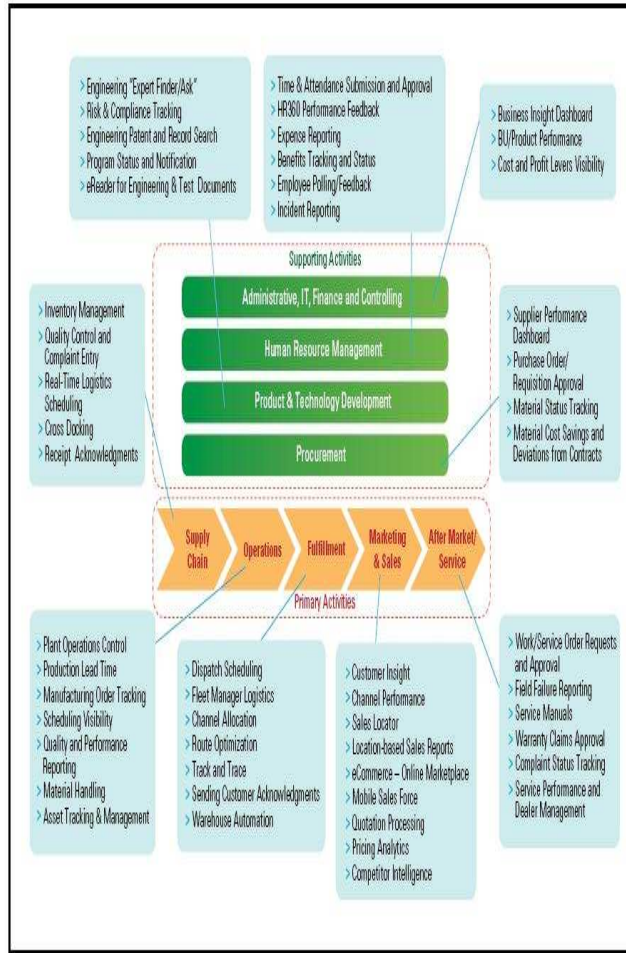 > Engineering "Expert Finder/Ask"
> Risk & Compliance Tracking
> Engineering Patent and Record Search
> Program Status and Notification
> eReader for Engineering & Test Documents
> Time & Attendance Submission and Approval
> HR360 Performance Feedback
> Expense Reporting
> Benefits Tracking and Status
> Employee Polling/Feedback
> Incident Reporting
> Business Insight Dashboard
> BU/Product Performance
> Cost and Profit Levers Visibility
Supporting Activities
Administrative, IT, Finance and Controlling
Human Resource Management
Product & Technology Development
Procurement
> Inventory Management
> Quality Control and
Complaint Entry
> Real-Time Logistics
Scheduling
> Cross Docking
> Receipt Acknowledgments
> Supplier Performance
Dashboard
> Purchase Order/
Requisition Approval
> Material Status Tracking
> Material Cost Savings and
Deviations from Contracts
Supply
Chain
Operations
Fulfillment
Marketing
& Sales
After Market/
Service
Primary Activities
> Plant Operations Control
> Production Lead Time
> Manufacturing Order Tracking
> Scheduling Visibility
> Quality and Performance
Reporting
> Material Handling
> Asset Tracking & Management
> Dispatch Scheduling
> Fleet Manager Logistics
> Channel Allocation
> Route Optimization
> Track and Trace
> Sending Customer Acknowledgments
> Warehouse Automation
> Customer Insight
> Channel Performance
> Sales Locator
> Location-based Sales Reports
> eCommerce – Online Marketplace
> Mobile Sales Force
> Quotation Processing
> Pricing Analytics
> Competitor Intelligence
> Work/Service Order Requests
and Approval
> Field Failure Reporting
> Service Manuals
> Warranty Claims Approval
> Complaint Status Tracking
> Service Performance and
Dealer Management